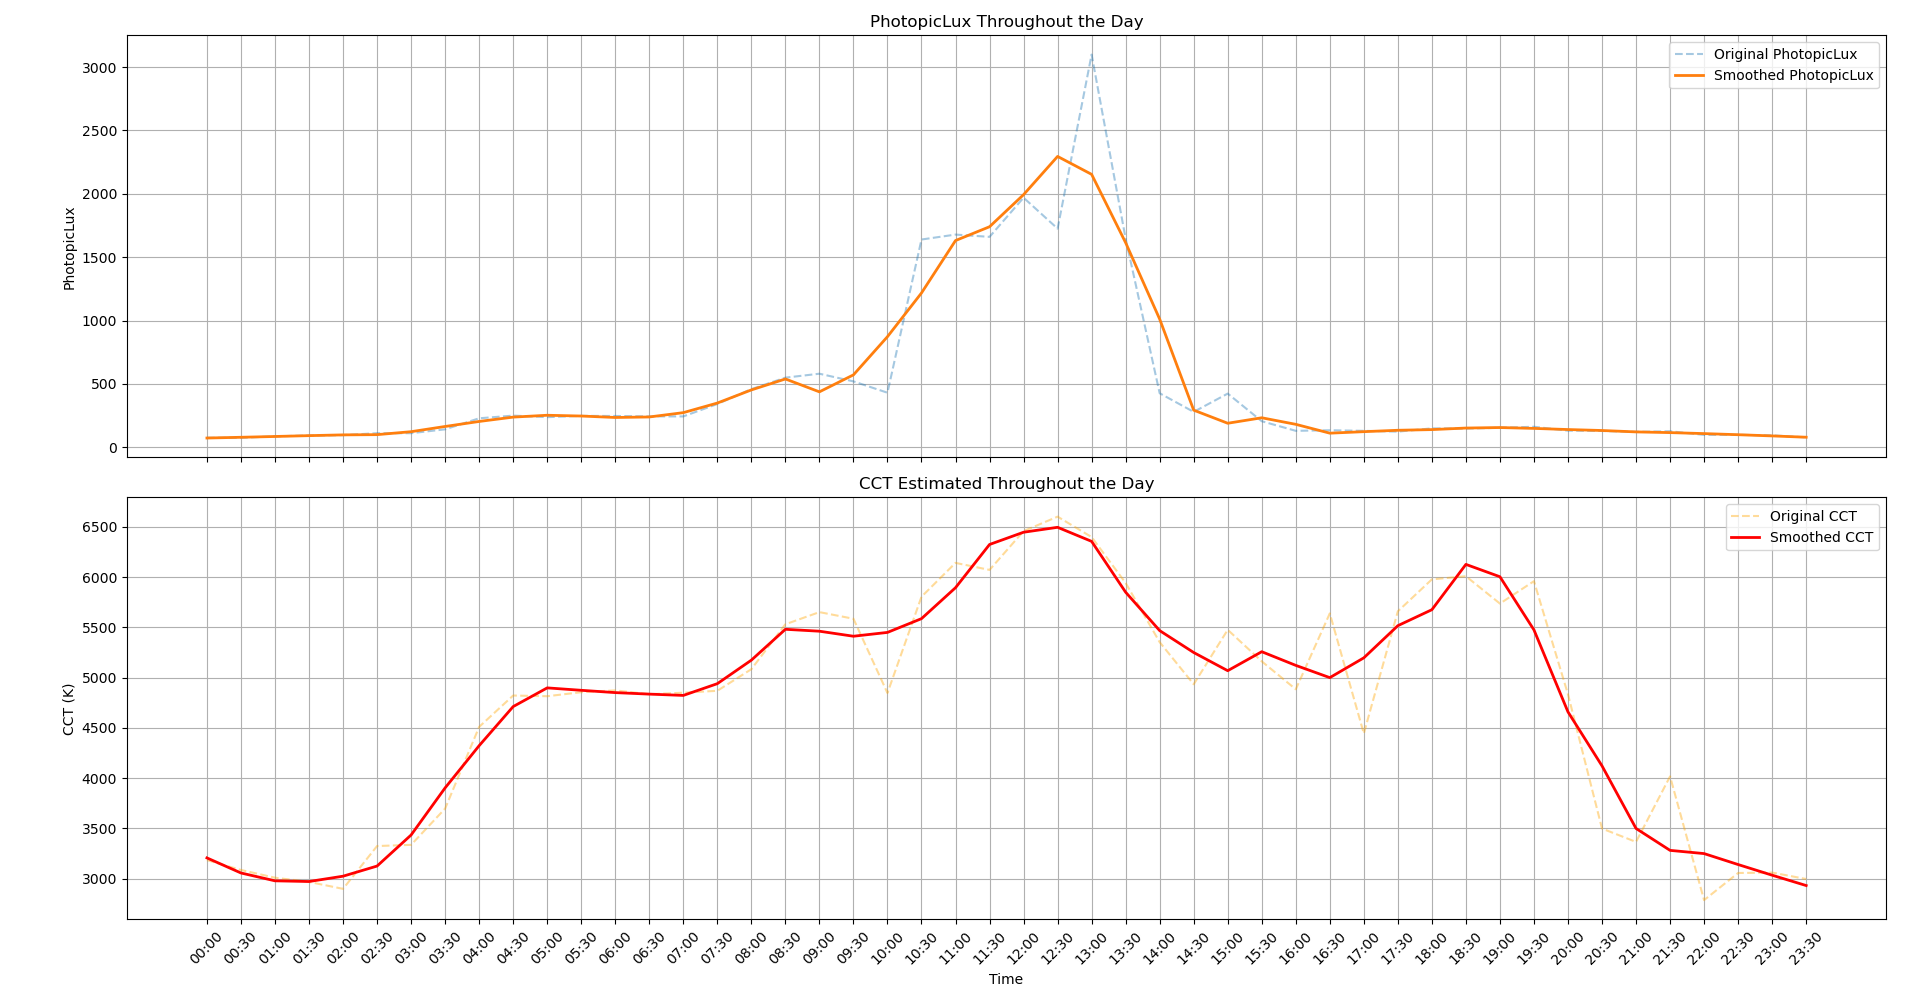 PhotopicLux Throughout the Day
Original PhotopicLux
Smoothed PhotopicLux
3000
2500
2000
1500
1000
500
0
PhotopicLux
CCT Estimated Throughout the Day
Original CCT
Smoothed CCT
6500
6000
5500
5000
4500
4000
3500
3000
CCT (K)
00:00 00:30 01:00 01:30 02:00 02:30 03:00 03:30 04:00 04:30 05:00 05:30 06:00 06:30 07:00 07:30 08:00 08:30 09:00 09:30 10:00 10:30 11:00 11:30 12:00 12:30 13:00 13:30 14:00 14:30 15:00 15:30 16:00 16:30 17:00 17:30 18:00 18:30 19:00 19:30 20:00 20:30 21:00 21:30 22:00 22:30 23:00 23:30
Time